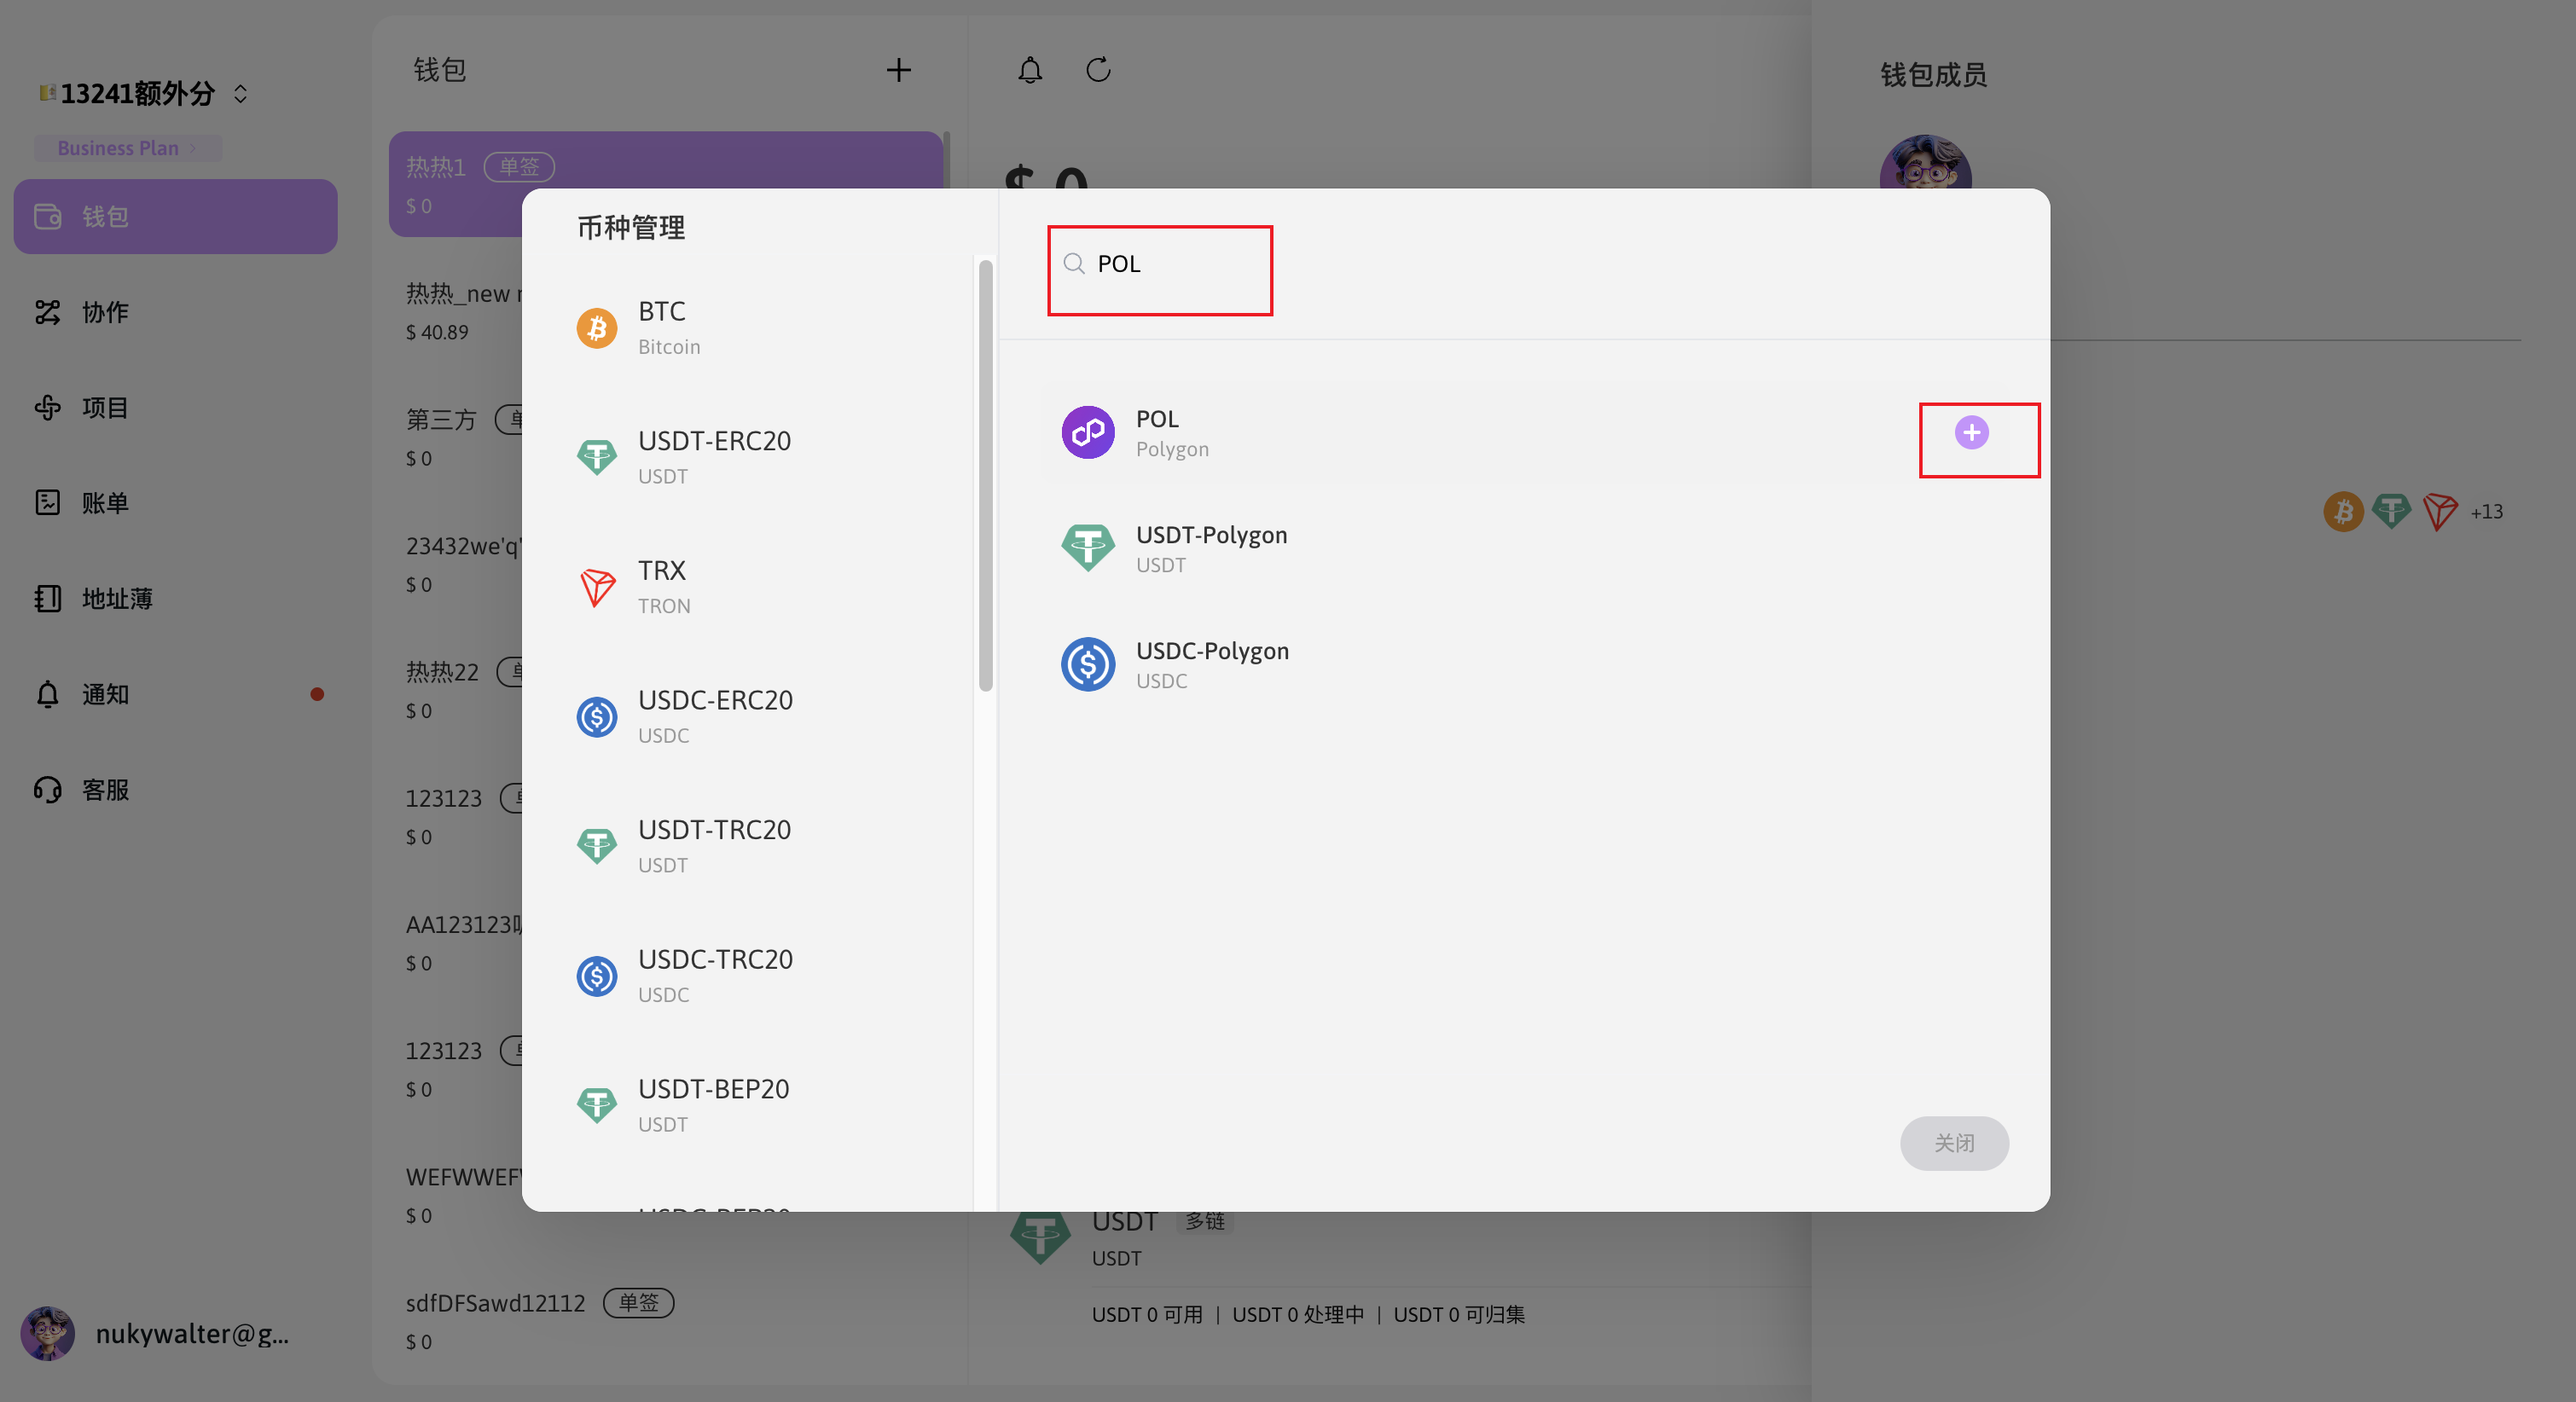 13241额外分
Business Plan
钱包
协作
项目
账单
地址薄
通知
客服
nukywalter@g...
钱包
热热1 单签
$ 0
热热_new
$ 40.89
第三方
$ 0
23432we'q'
$ 0
热热22
$ 0
123123
$ 0
AA123123
$ 0
123123
$ 0
$ 0
sdfDFSawd12112 单签
$ 0
$ 0
币种管理
BTC
Bitcoin
USDT-ERC20
USDT
TRX
TRON
USDC-ERC20
USDC
USDT-TRC20
USDT
USDC-TRC20
USDC
USDT-BEP20
USDT
POL
POL
Polygon
USDT-Polygon
USDT
USDC-Polygon
USDC
关闭
USDT 多链
USDT
USDT 0 可用 | USDT 0 处理中 | USDT 0 可归集
钱包成员
+13